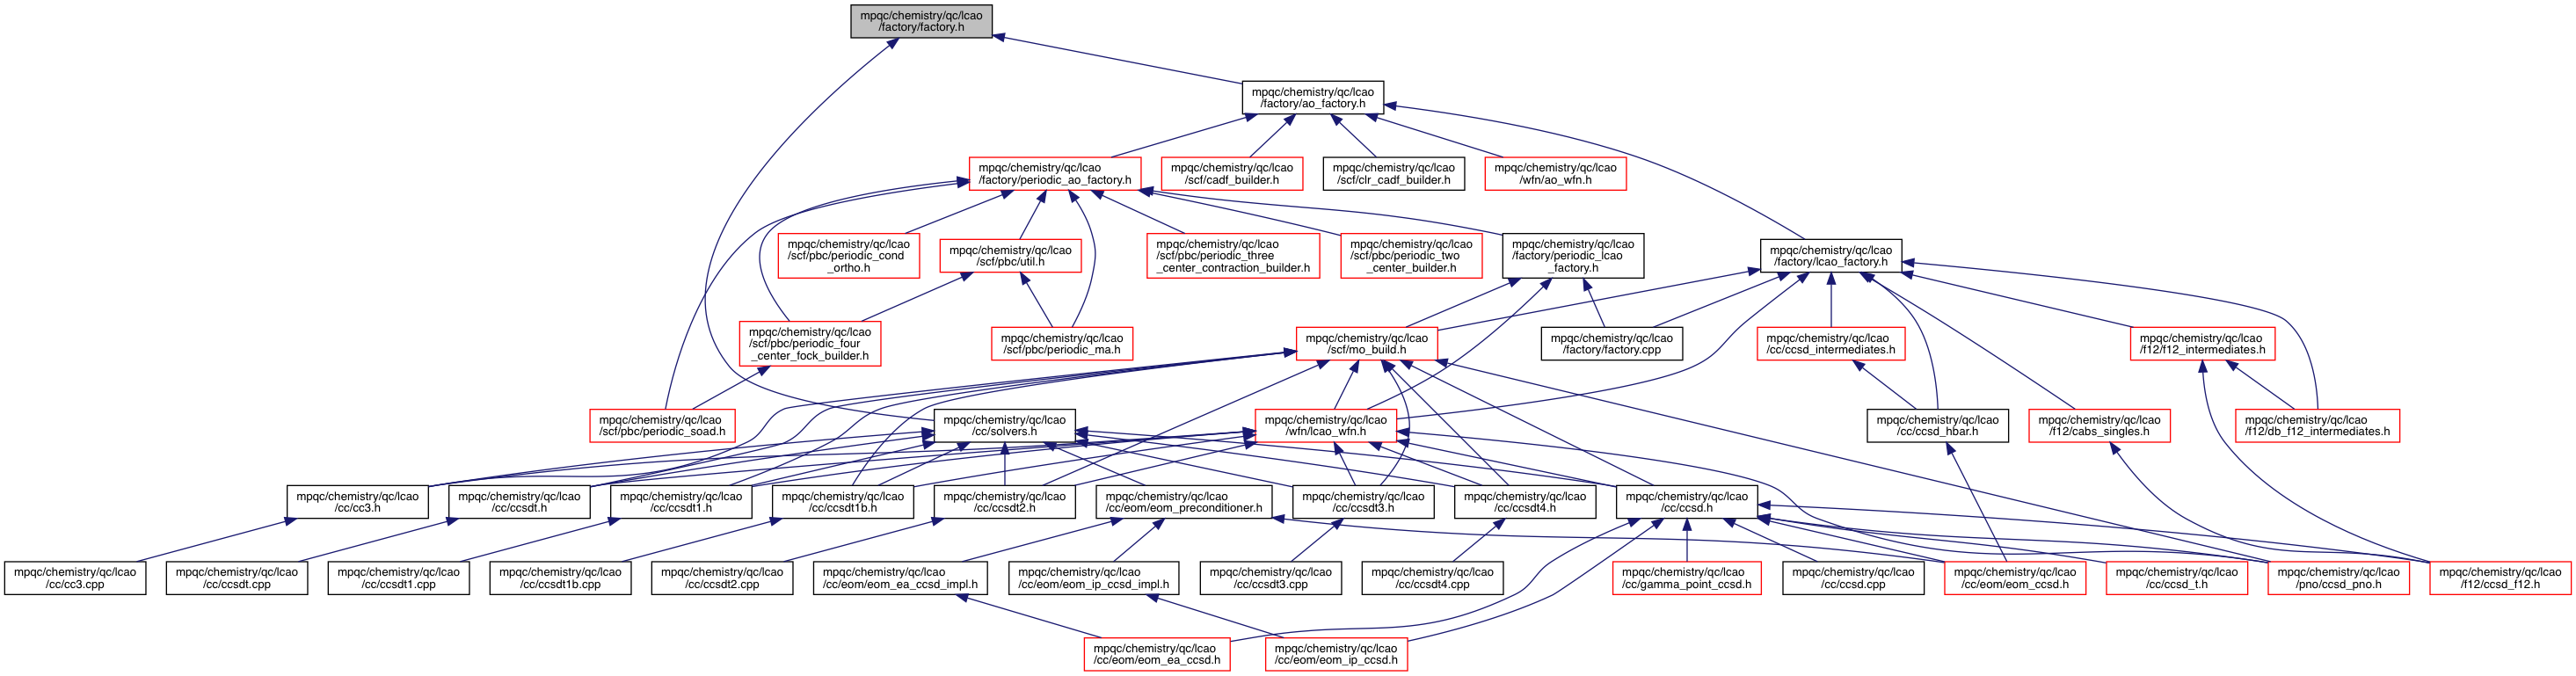 mpqc/chemistry/qc/lcao
/factory/factory.h
mpqc/chemistry/qc/lcao
/factory/ao_factory.h
mpqc/chemistry/qc/lcao
/factory/periodic_ao_factory.h
mpqc/chemistry/qc/lcao
/scf/cadf_builder.h
mpqc/chemistry/qc/lcao
/scf/clr_cadf_builder.h
mpqc/chemistry/qc/lcao
/wfn/ao_wfn.h
mpqc/chemistry/qc/lcao
/scf/pbc/periodic_cond
_ortho.h
mpqc/chemistry/qc/lcao
/scf/pbc/util.h
mpqc/chemistry/qc/lcao
/scf/pbc/periodic_three
_center_contraction_builder.h
mpqc/chemistry/qc/lcao
/scf/pbc/periodic_two
_center_builder.h
mpqc/chemistry/qc/lcao
/factory/periodic_lcao
_factory.h
mpqc/chemistry/qc/lcao
/factory/lcao_factory.h
mpqc/chemistry/qc/lcao
/scf/pbc/periodic_four
_center_fock_builder.h
mpqc/chemistry/qc/lcao
/scf/pbc/periodic_ma.h
mpqc/chemistry/qc/lcao
/scf/mo_build.h
mpqc/chemistry/qc/lcao
/factory/factory.cpp
mpqc/chemistry/qc/lcao
/cc/ccsd_intermediates.h
mpqc/chemistry/qc/lcao
/f12/f12_intermediates.h
mpqc/chemistry/qc/lcao
/scf/pbc/periodic_soad.h
mpqc/chemistry/qc/lcao
/cc/solvers.h
mpqc/chemistry/qc/lcao
/wfn/lcao_wfn.h
mpqc/chemistry/qc/lcao
/cc/ccsd_hbar.h
mpqc/chemistry/qc/lcao
/f12/cabs_singles.h
mpqc/chemistry/qc/lcao
/f12/db_f12_intermediates.h
mpqc/chemistry/qc/lcao
/cc/cc3.h
mpqc/chemistry/qc/lcao
/cc/ccsdt.h
mpqc/chemistry/qc/lcao
/cc/ccsdt1.h
mpqc/chemistry/qc/lcao
/cc/ccsdt1b.h
mpqc/chemistry/qc/lcao
/cc/ccsdt2.h
mpqc/chemistry/qc/lcao
/cc/eom/eom_preconditioner.h
mpqc/chemistry/qc/lcao
/cc/ccsdt3.h
mpqc/chemistry/qc/lcao
/cc/ccsdt4.h
mpqc/chemistry/qc/lcao
/cc/ccsd.h
mpqc/chemistry/qc/lcao
/cc/cc3.cpp
mpqc/chemistry/qc/lcao
/cc/ccsdt.cpp
mpqc/chemistry/qc/lcao
/cc/ccsdt1.cpp
mpqc/chemistry/qc/lcao
/cc/ccsdt1b.cpp
mpqc/chemistry/qc/lcao
/cc/ccsdt2.cpp
mpqc/chemistry/qc/lcao
/cc/eom/eom_ea_ccsd_impl.h
mpqc/chemistry/qc/lcao
/cc/eom/eom_ip_ccsd_impl.h
mpqc/chemistry/qc/lcao
/cc/ccsdt3.cpp
mpqc/chemistry/qc/lcao
/cc/ccsdt4.cpp
mpqc/chemistry/qc/lcao
/cc/gamma_point_ccsd.h
mpqc/chemistry/qc/lcao
/cc/ccsd.cpp
mpqc/chemistry/qc/lcao
/cc/eom/eom_ccsd.h
mpqc/chemistry/qc/lcao
/cc/ccsd_t.h
mpqc/chemistry/qc/lcao
/pno/ccsd_pno.h
mpqc/chemistry/qc/lcao
/f12/ccsd_f12.h
mpqc/chemistry/qc/lcao
/cc/eom/eom_ea_ccsd.h
mpqc/chemistry/qc/lcao
/cc/eom/eom_ip_ccsd.h